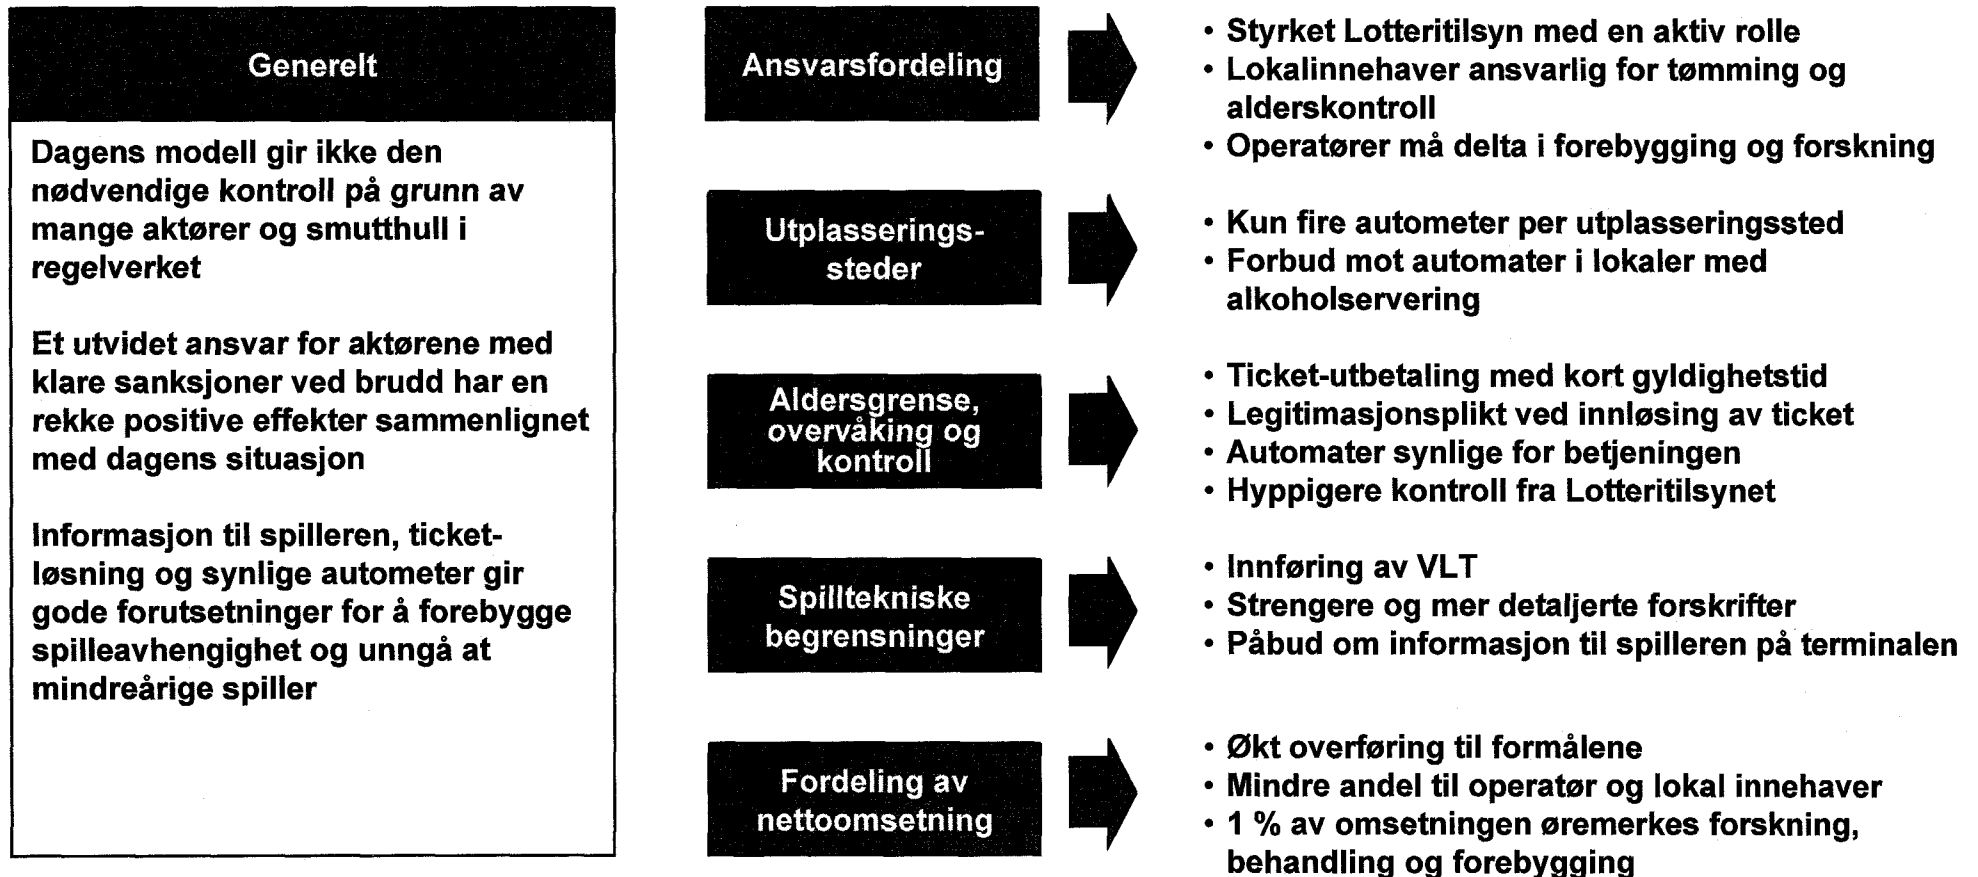 Generelt
Dagens modell gir ikke den
nødvendige kontroll på grunn av
mange aktører og smutthull i
regelverket
Et utvidet ansvar for aktørene med
klare sanksjoner ved brudd har en
rekke positive effekter sammenlignet
med dagens situasjon
Informasjon til spilleren, ticket-
løsning og synlige autometer gir
gode forutsetninger for å forebygge
spilleavhengighet og unngå at
mindreårige spiller
Ansvarsfordeling
• Styrket Lotteritilsyn med en aktiv rolle
• Lokalinnehaver ansvarlig for tømming og
alderskontroll
• Operatører må delta i forebygging og forskning
Utplasserings-
steder
• Kun fire autometer per utplasseringssted
• Forbud mot automater i lokaler med
alkoholservering
Aldersgrense,
overvåking og
kontroll
• Ticket-utbetaling med kort gyldighetstid
• Legitimasjonsplikt ved innløsing av ticket
• Automater synlige for betjeningen
• Hyppigere kontroll fra Lotteritilsynet
Spilltekniske
begrensninger
• Innføring av VLT
• Strengere og mer detaljerte forskrifter
• Påbud om informasjon til spilleren på terminalen
Fordeling av
nettoomsetning
• Økt overføring til formålene
• Mindre andel til operatør og lokal innehaver
• 1 % av omsetningen øremerkes forskning,
behandling og forebygging